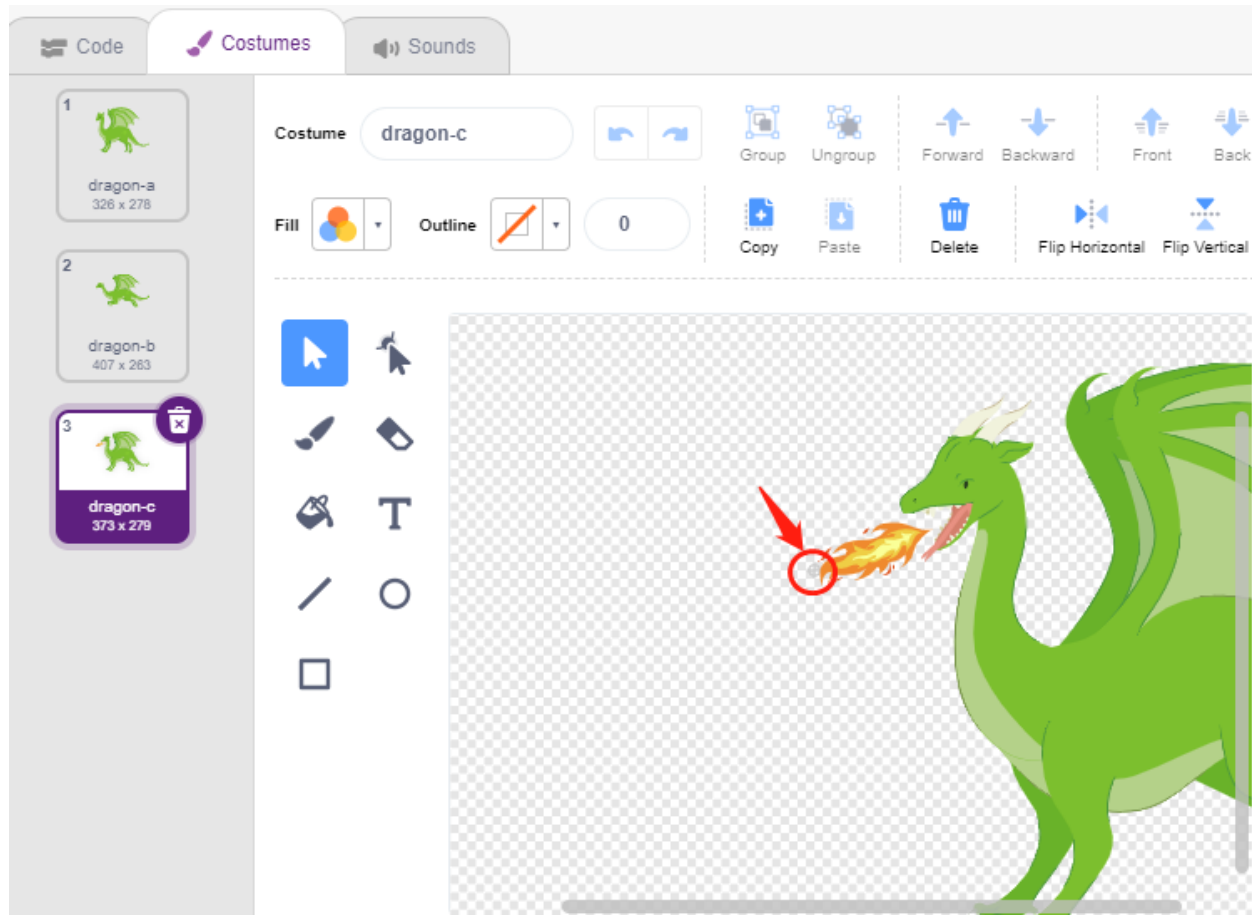 Code
Costumes
Sounds
1
dragon-a
326 x 278
2
dragon-b
407 x 263
3
dragon-c
373 x 279
Costume dragon-c
Group Ungroup Forward Backward Front Back
Fill Outline 0
Copy Paste Delete Flip Horizontal Flip Vertical
T